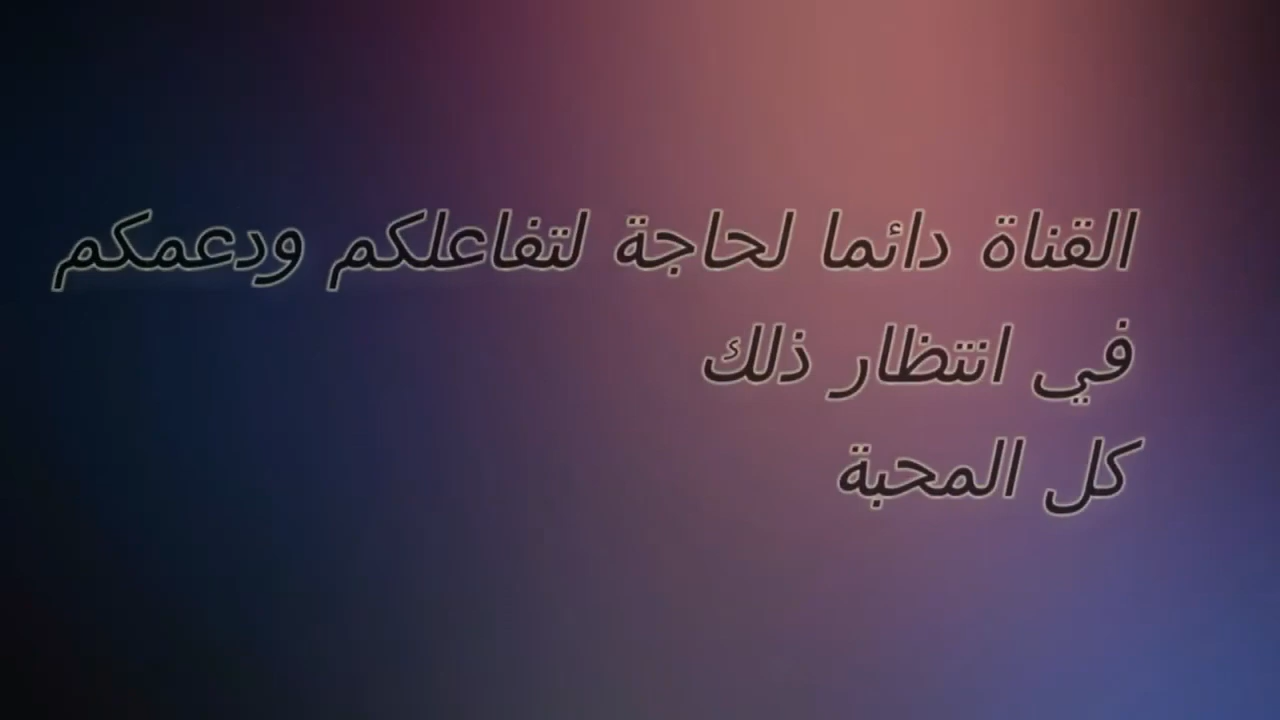 القناة دائما لحاجة لتفاعلكم ودعمكم
في انتظار ذلك
كل المحبة